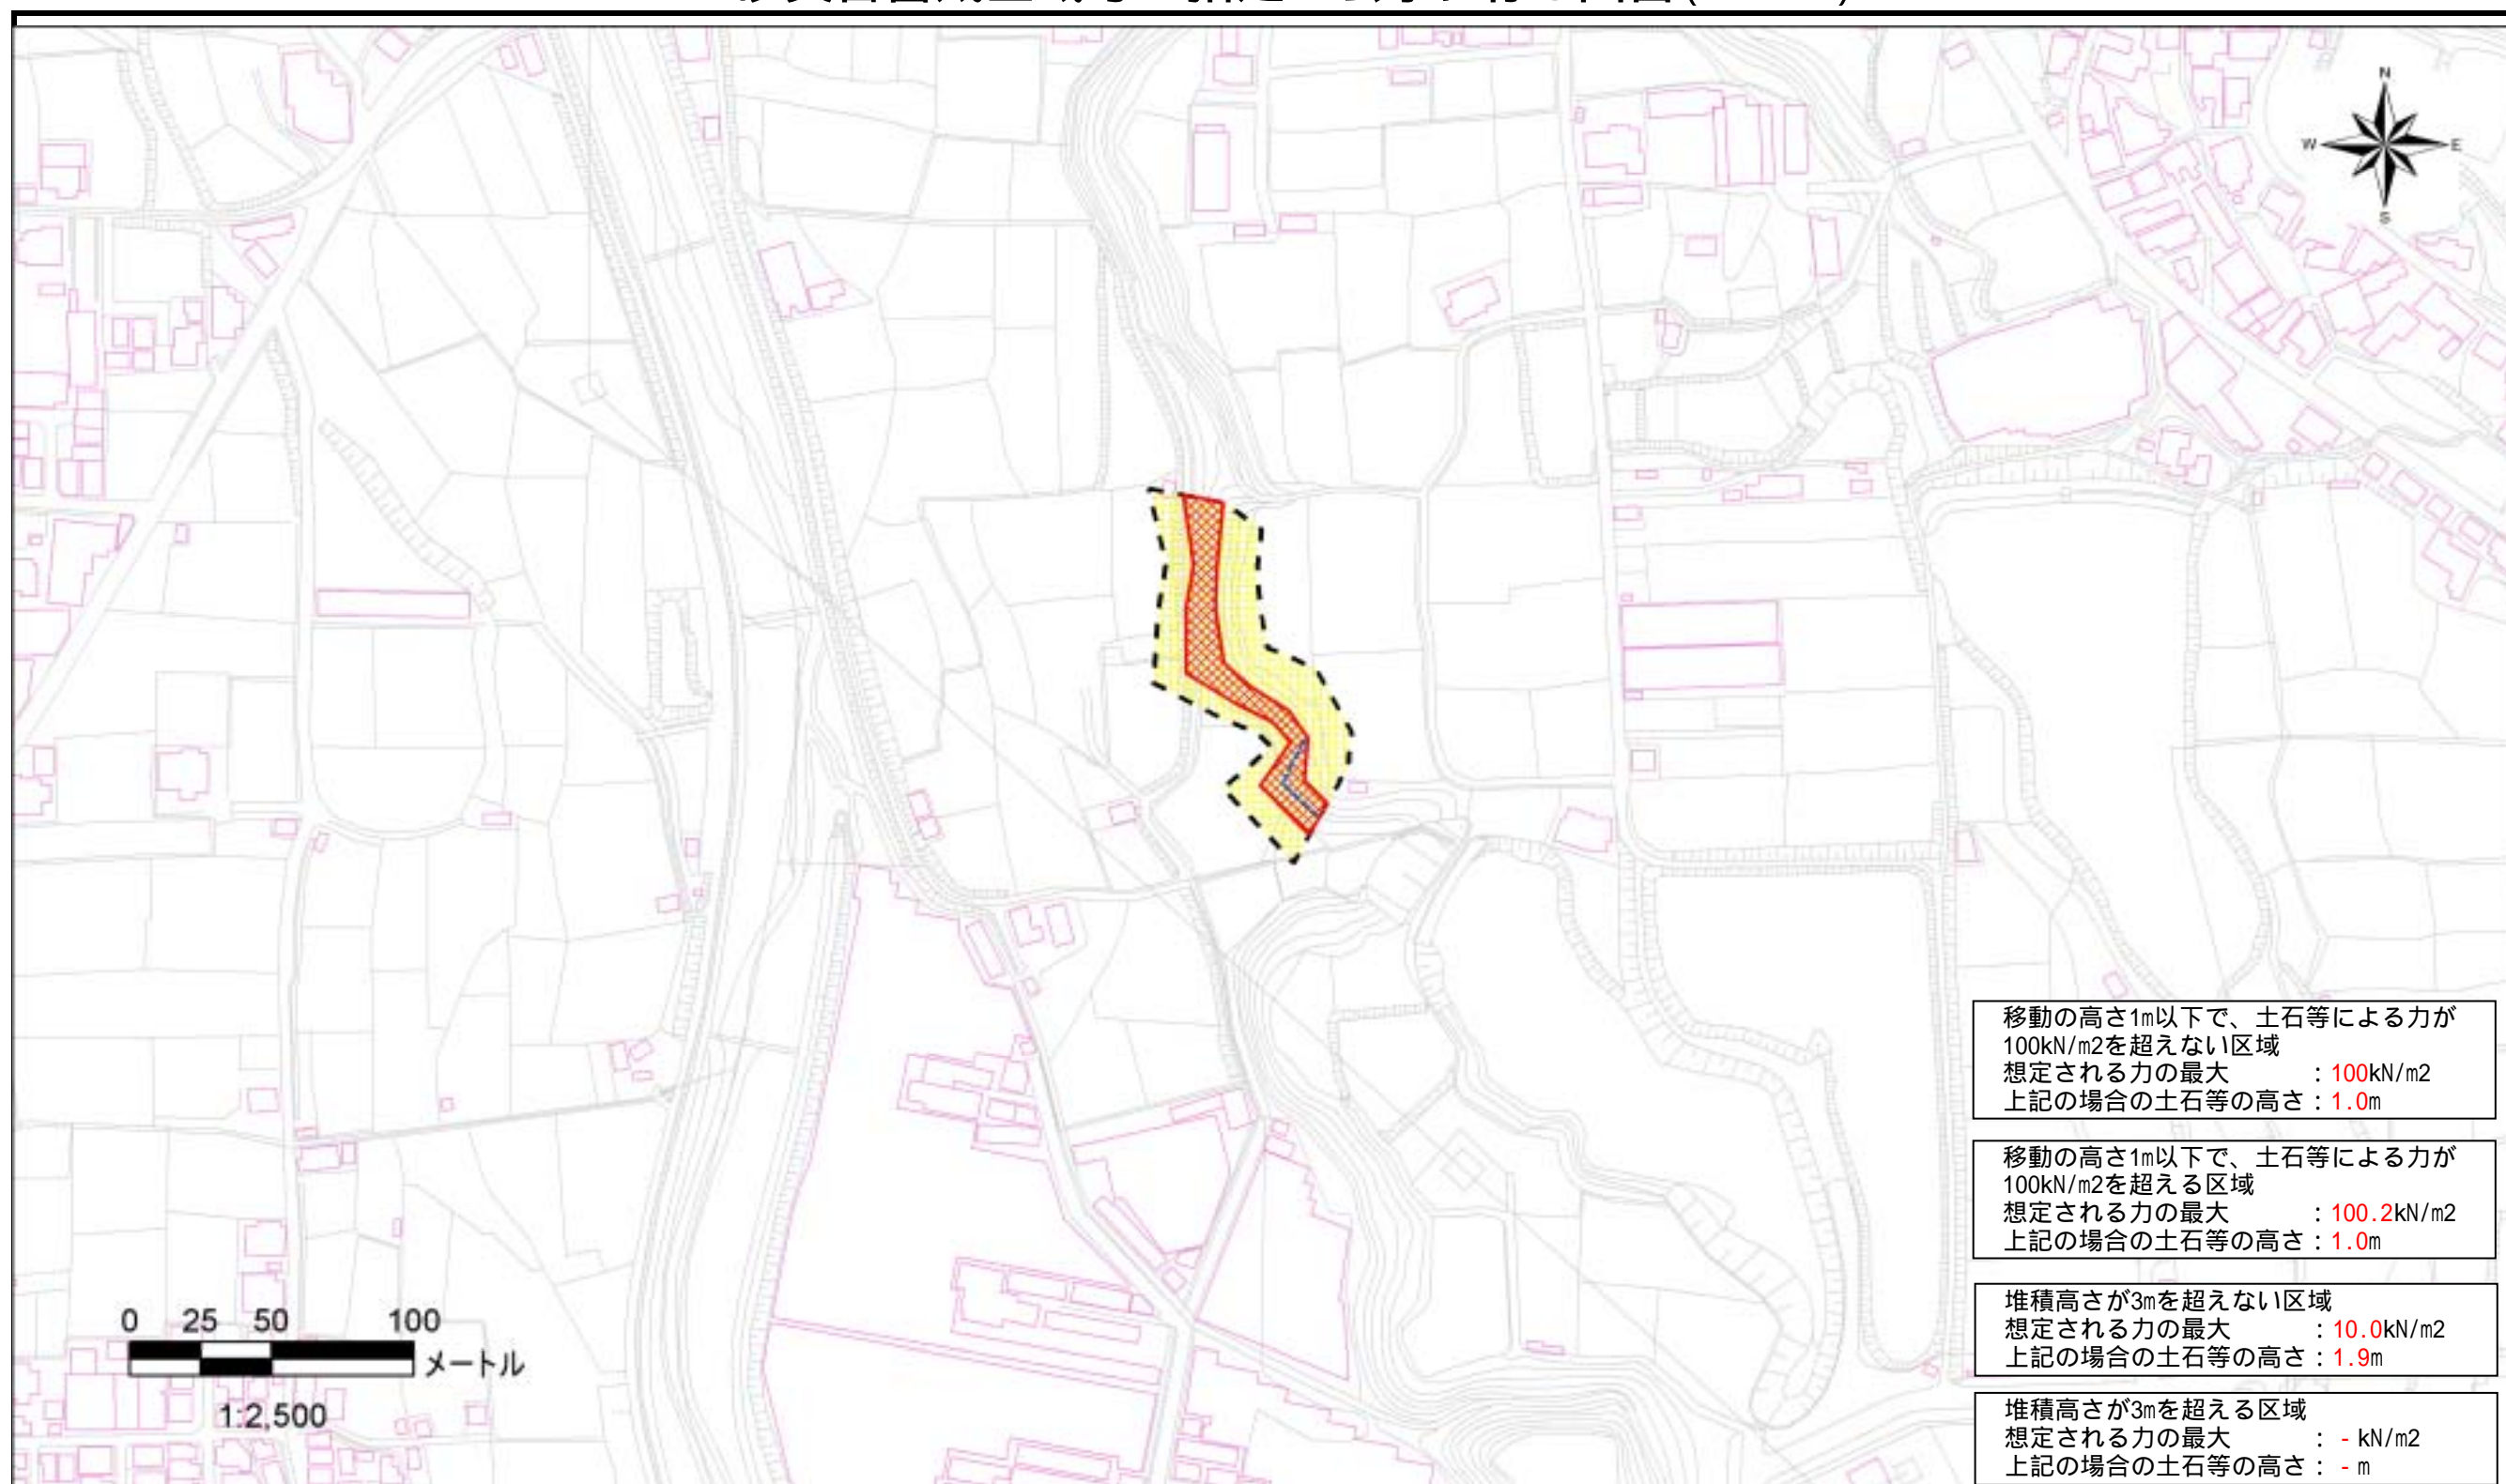 N
W
E
S
移動の高さ1m以下で、土石等による力が
100kN/m2を超えない区域
想定される力の最大 :100kN/m2
上記の場合の土石等の高さ:1.0m
移動の高さ1m以下で、土石等による力が
100kN/m2を超える区域
想定される力の最大 :100.2kN/m2
上記の場合の土石等の高さ:1.0m
堆積高さが3mを超えない区域
想定される力の最大 :10.0kN/m2
上記の場合の土石等の高さ:1.9m
堆積高さが3mを超える区域
想定される力の最大 : - kN/m2
上記の場合の土石等の高さ: - m
0 25 50 100
メートル
1:2,500